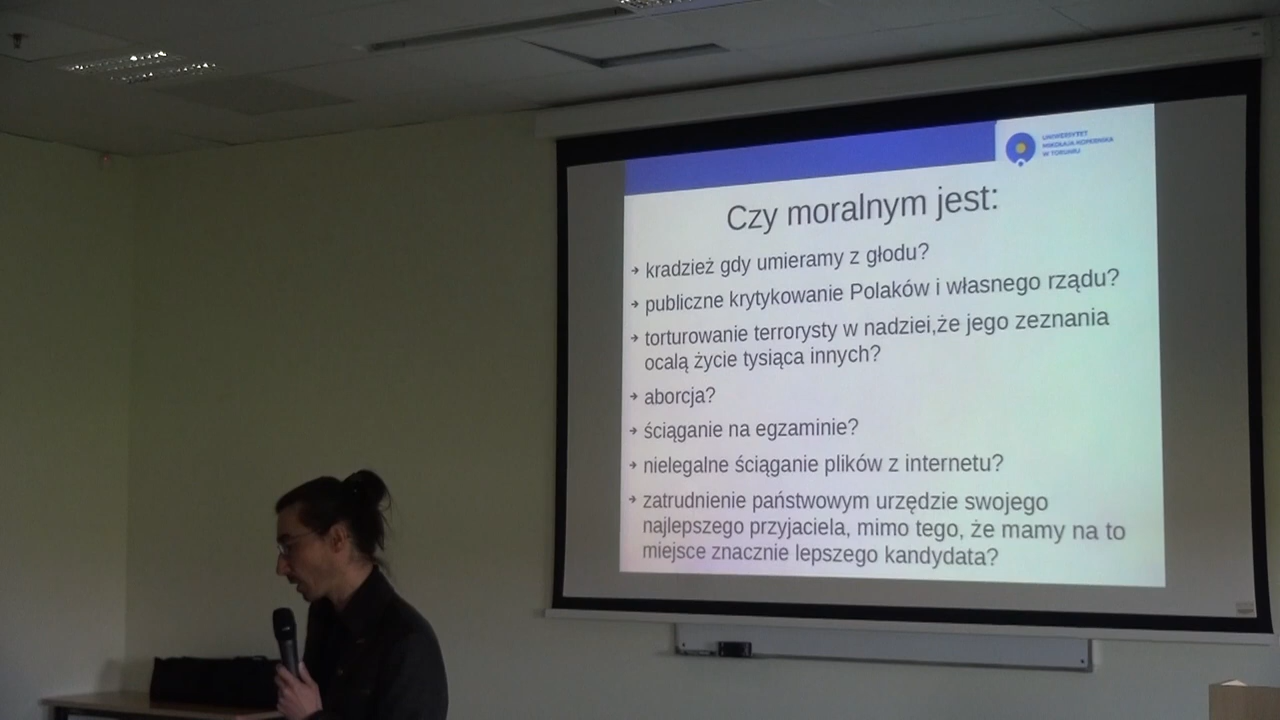 UNIWERSYTET
MIKOŁAJA KOPERNIKA
W TORUNIU
Czy moralnym jest:
kradzież gdy umieramy z głodu?
publiczne krytykowanie Polaków i własnego rządu?
torturowanie terrorysty w nadziei,że jego zeznania
ocalą życie tysiąca innych?
aborcja?
ściąganie na egzaminie?
nielegalne ściąganie plików z internetu?
zatrudnienie państwowym urzędzie swojego
najlepszego przyjaciela, mimo tego, że mamy na to
miejsce znacznie lepszego kandydata?